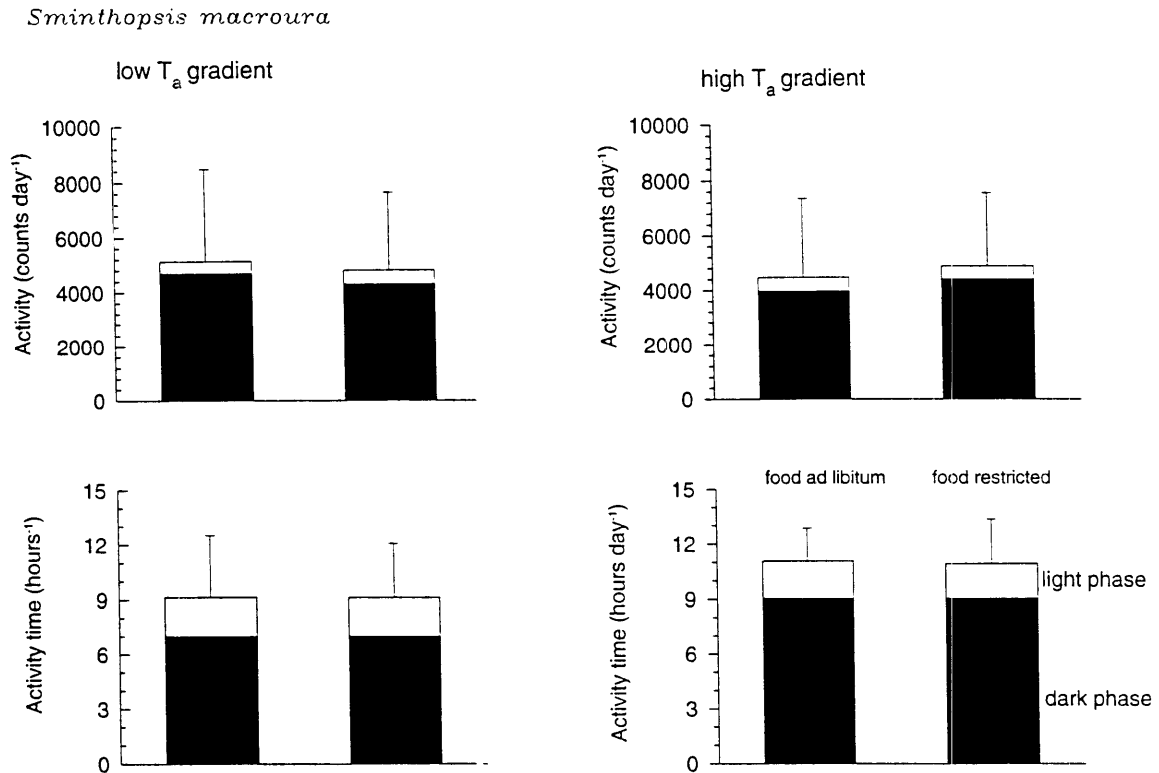 Sminthopsis macroura
low Ta gradient
high Ta gradient
Activity (counts day-1)
10000
8000
6000
4000
2000
0
Activity (counts day-1)
10000
8000
6000
4000
2000
0
Activity time (hours-1)
15
12
9
6
3
0
food ad libitum food restricted
Activity time (hours day-1)
15
12
9
6
3
0
light phase
dark phase